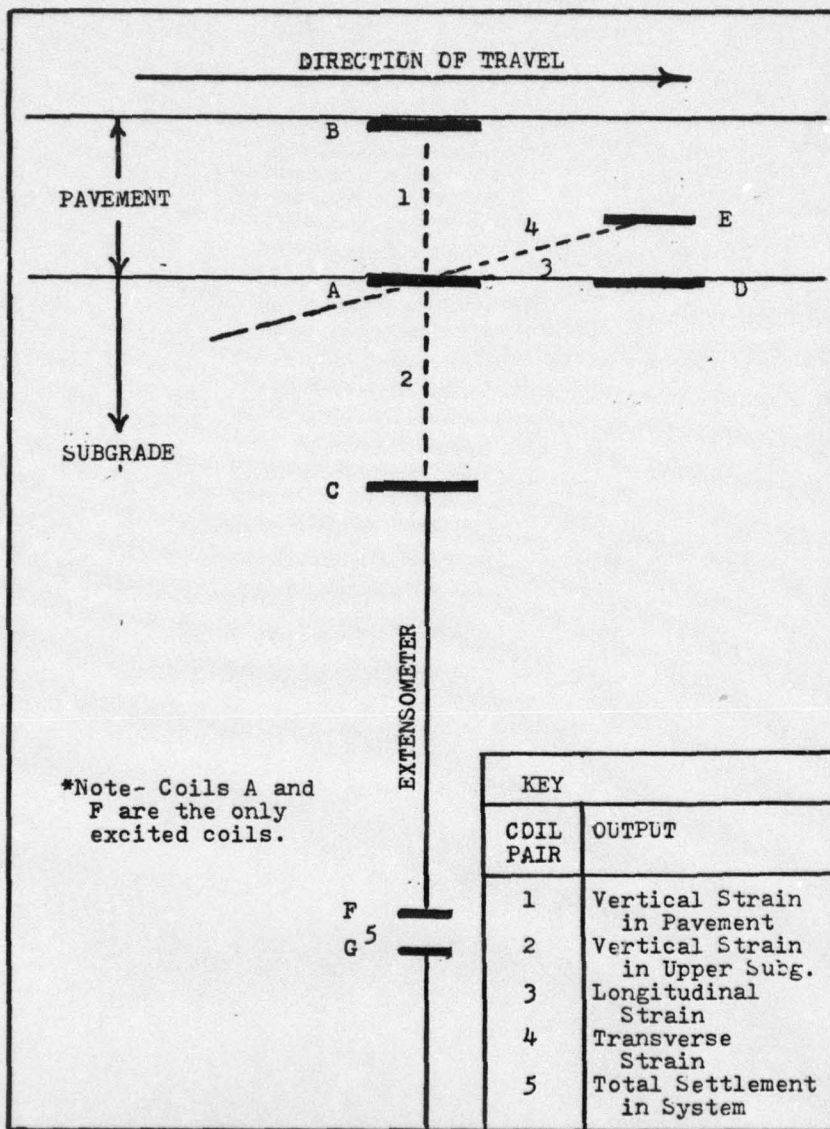 DIRECTION OF TRAVEL
B
PAVEMENT
1
4
E
3
A
D
2
SUBGRADE
C
EXTENSOMETER
*Note- Coils A and
F are the only
excited coils.
F
5
G
KEY
COIL OUTPUT
PAIR
1 Vertical Strain
in Pavement
2 Vertical Strain
in Upper Subg.
3 Longitudinal
Strain
4 Transverse
Strain
5 Total Settlement
in System